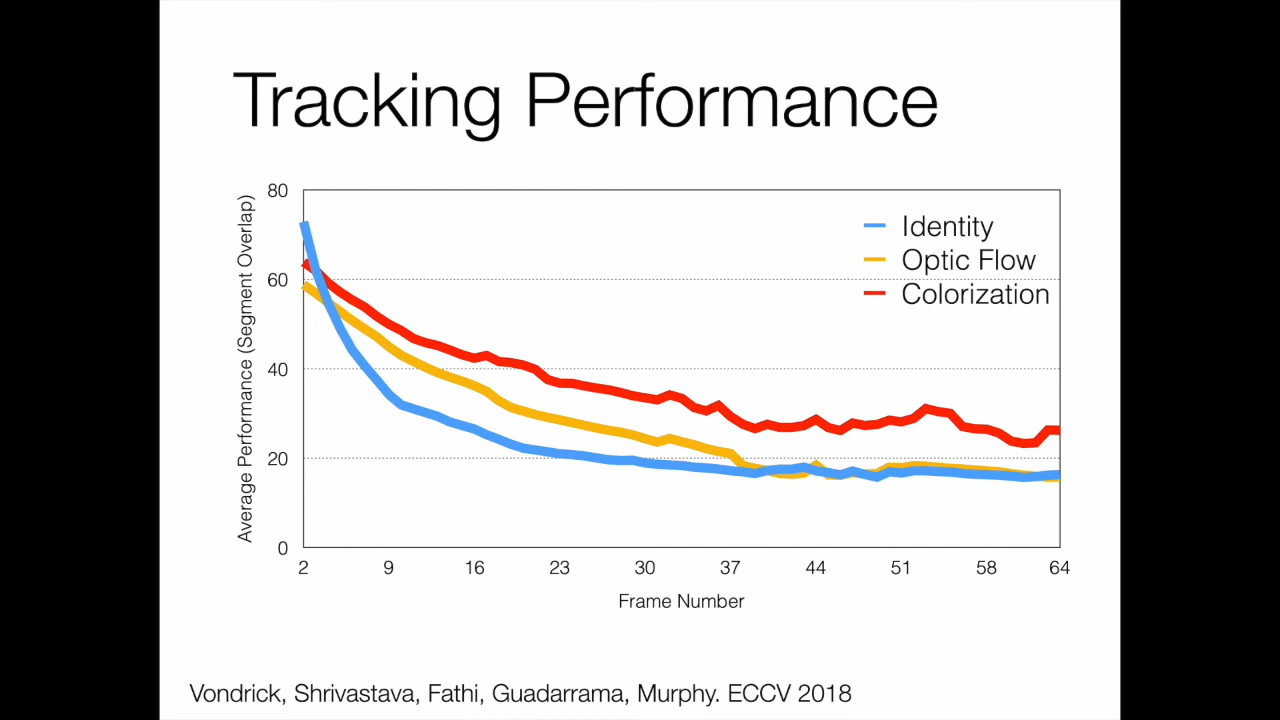 Tracking Performance
Average Performance (Segment Overlap)
80
60
40
20
0
Identity
Optic Flow
Colorization
2 9 16 23 30 37 44 51 58 64
Frame Number
Vondrick, Shrivastava, Fathi, Guadarrama, Murphy. ECCV 2018